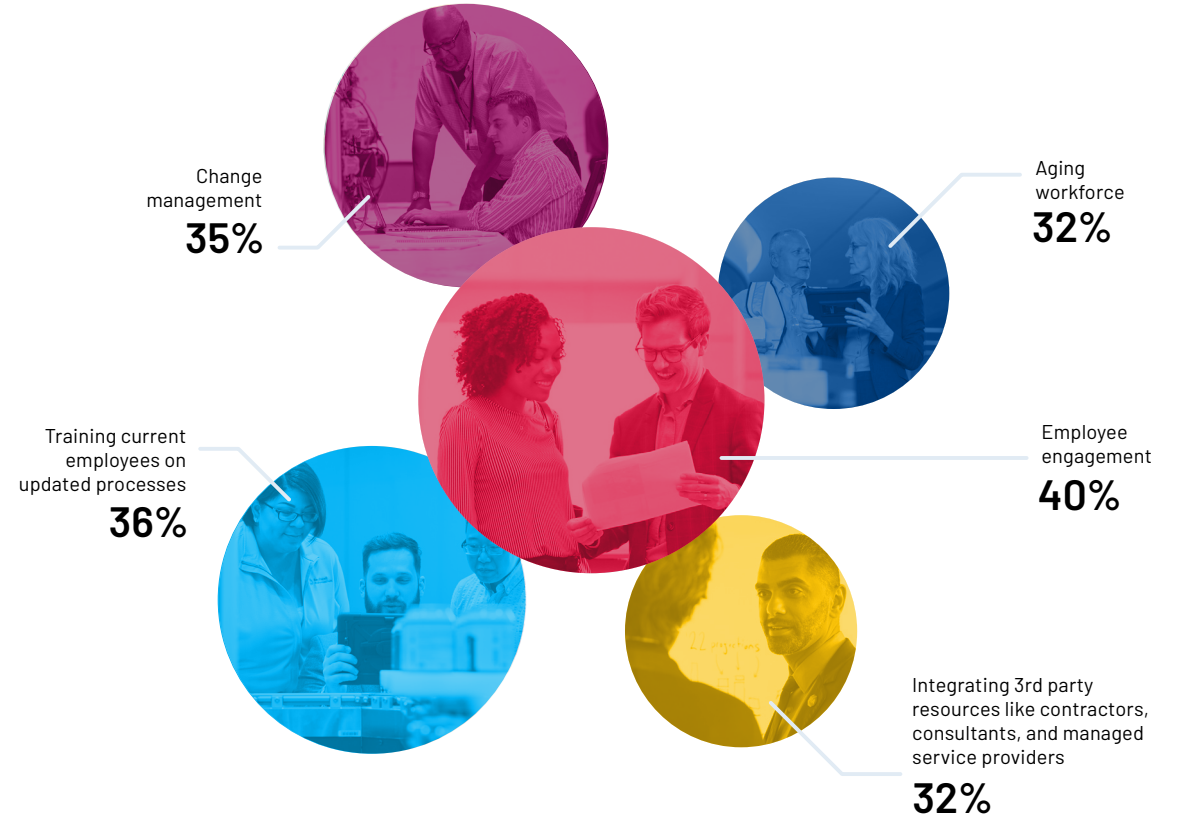 Change
management
35%
Aging
workforce
32%
Training current
employees on
updated processes
36%
Employee
engagement
40%
Integrating 3rd party
resources like contractors,
consultants, and managed
service providers
32%